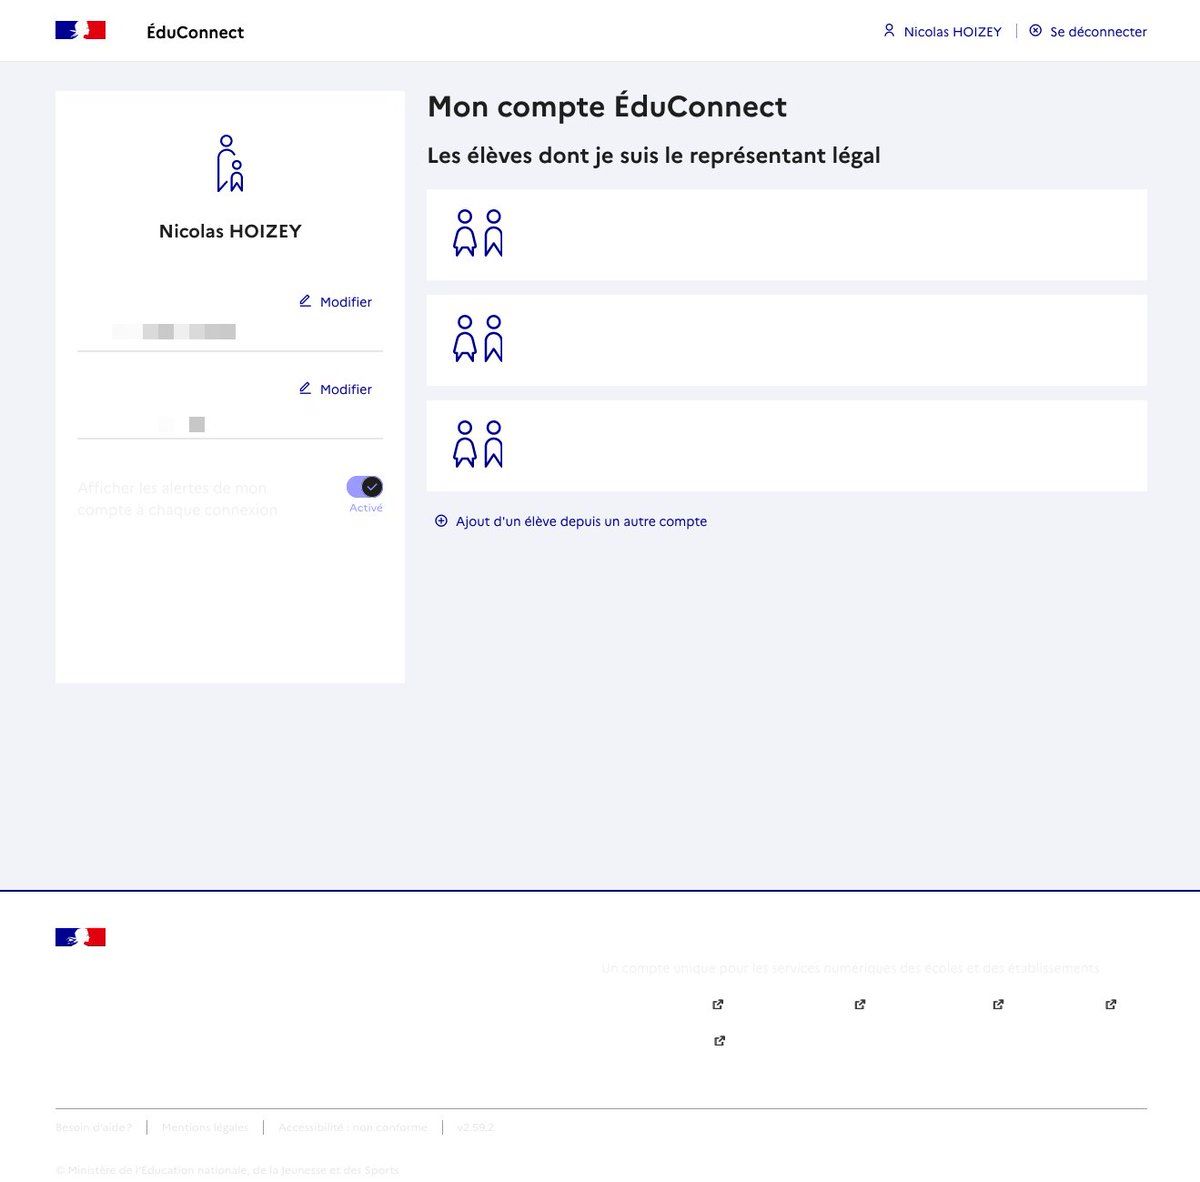 ÉduConnect
Nicolas HOIZEY
Se déconnecter
Nicolas HOIZEY
Modifier
Modifier
Afficher les alertes de mon
compte à chaque connexion
Activé
Mon compte ÉduConnect
Les élèves dont je suis le représentant légal
Ajout d'un élève depuis un autre compte
Un compte unique pour les services numériques des écoles et des établissements
Besoin d'aide ?
Mentions légales
Accessibilité : non conforme
v2.59.2
© Ministère de l'Éducation nationale, de la Jeunesse et des Sports